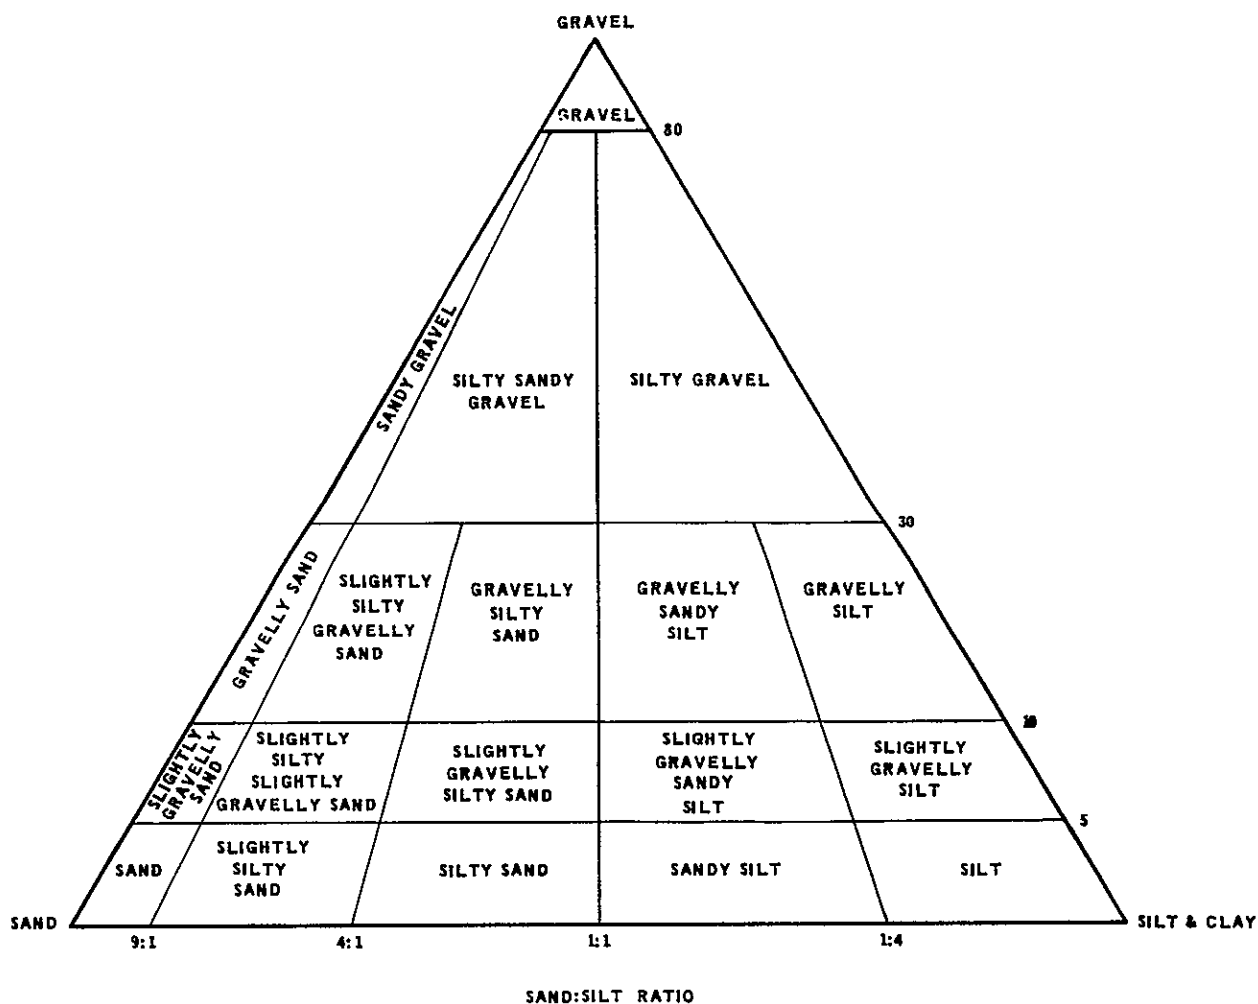 GRAVEL
GRAVEL
80
SANDY GRAVEL
SILTY SANDY
GRAVEL
SILTY GRAVEL
30
GRAVELLY SAND
SLIGHTLY
SILTY
GRAVELLY
SAND
GRAVELLY
SILTY
SAND
GRAVELLY
SANDY
SILT
GRAVELLY
SILT
10
SLIGHTLY
GRAVELLY
SAND
SLIGHTLY
SILTY
SLIGHTLY
GRAVELLY SAND
SLIGHTLY
GRAVELLY
SILTY SAND
SLIGHTLY
GRAVELLY
SANDY
SILT
SLIGHTLY
GRAVELLY
SILT
5
SAND
SLIGHTLY
SILTY
SAND
SILTY SAND
SANDY SILT
SILT
SAND
SILT & CLAY
9:1
4:1
1:1
1:4
SAND:SILT RATIO